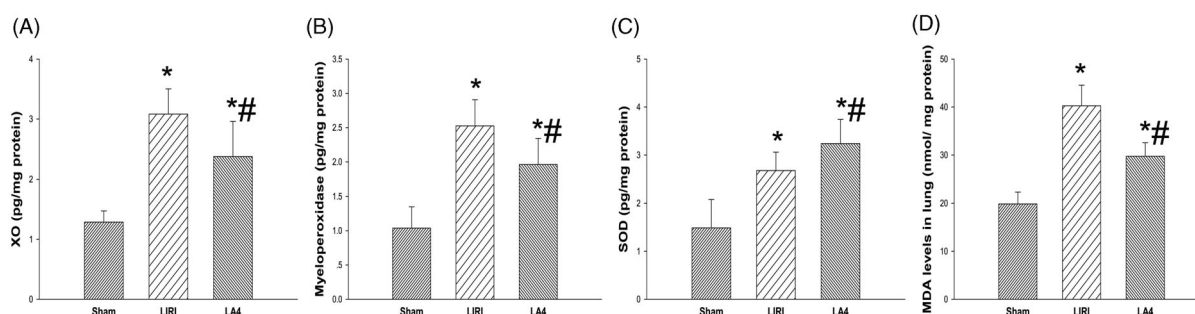 (A)
XO (pg/mg protein)
4
3
2
1
0
*
*#
Sham
LIRI
LA4
(B)
Myeloperoxidase (pg/mg protein)
3.5
3.0
2.5
2.0
1.5
1.0
.5
0.0
*
*#
Sham
LIRI
LA4
(C)
SOD (pg/mg protein)
5
4
3
2
1
0
*
*#
Sham
LIRI
LA4
(D)
MDA levels in lung (nmol/ mg protein)
50
40
30
20
10
0
*
*#
Sham
LIRI
LA4